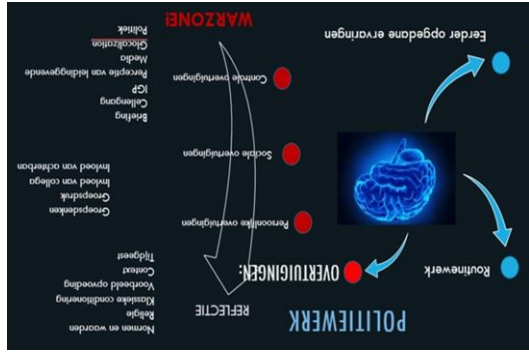 POLITIEWERK
Routinewerk
Eerder opgedane ervaringen
OVERTUIGINGEN:
Persoonlijke overtuigingen
Sociale overtuigingen
Controle overtuigingen
REFLECTIE
WARZONE!
Normen en waarden
Religie
Klassieke conditionering
Voorbeeld opvoeding
Context
Tijdgeest
Groepsdenken
Groepsdruk
Invloed van collega
Invloed van achterban
Briefing
Cellengang
IGP
Perceptie van leidinggevende
Media
Glocalization
Politiek